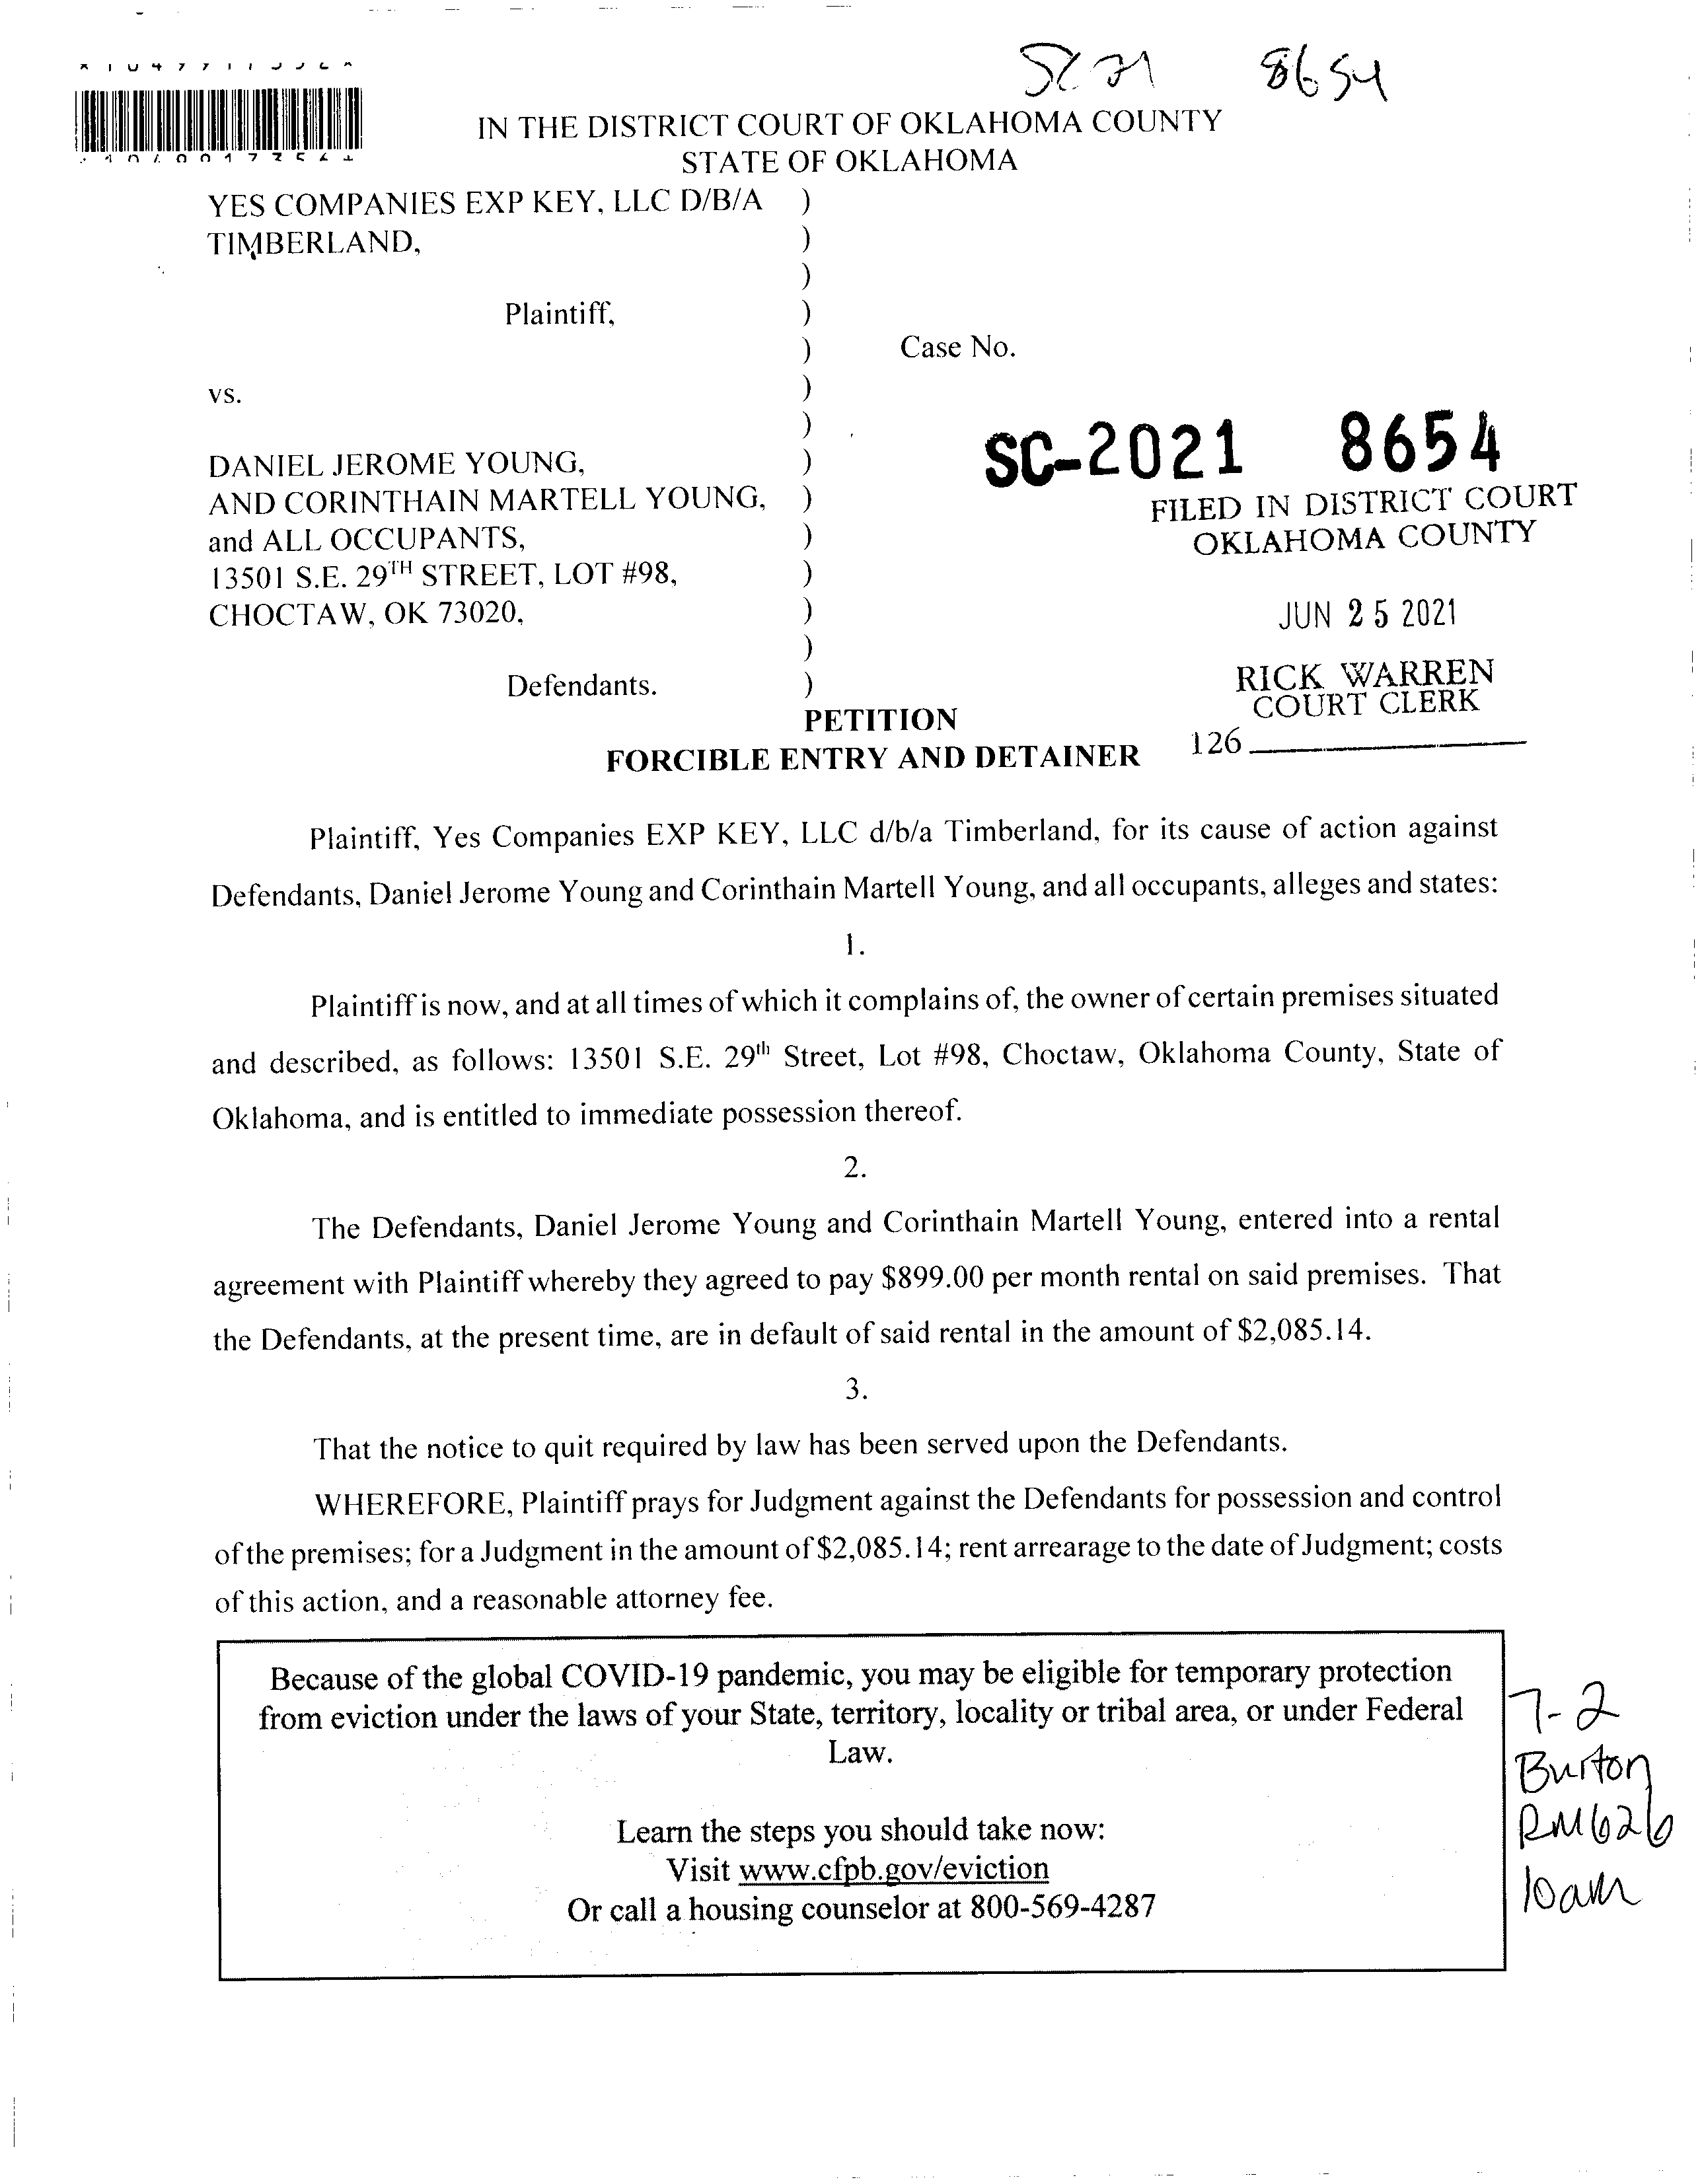 SC21 8654
IN THE DISTRICT COURT OF OKLAHOMA COUNTY
STATE OF OKLAHOMA
YES COMPANIES EXP KEY, LLC D/B/A )
TIMBERLAND, )
)
Plaintiff, )
) Case No.
vs. )
)
DANIEL JEROME YOUNG, )
SC-2021 8654
AND CORINTHAIN MARTELL YOUNG, )
FILED IN DISTRICT COURT
and ALL OCCUPANTS, )
OKLAHOMA COUNTY
13501 S.E. 29TH STREET, LOT #98, )
CHOCTAW, OK 73020, )
JUN 25 2021
)
Defendants. )
RICK WARREN
COURT CLERK
PETITION
126
FORCIBLE ENTRY AND DETAINER
Plaintiff, Yes Companies EXP KEY, LLC d/b/a Timberland, for its cause of action against
Defendants, Daniel Jerome Young and Corinthain Martell Young, and all occupants, alleges and states:
1.
Plaintiff is now, and at all times of which it complains of, the owner of certain premises situated
and described, as follows: 13501 S.E. 29th Street, Lot #98, Choctaw, Oklahoma County, State of
Oklahoma, and is entitled to immediate possession thereof.
2.
The Defendants, Daniel Jerome Young and Corinthain Martell Young, entered into a rental
agreement with Plaintiff whereby they agreed to pay $899.00 per month rental on said premises. That
the Defendants, at the present time, are in default of said rental in the amount of $2,085.14.
3.
That the notice to quit required by law has been served upon the Defendants.
WHEREFORE, Plaintiff prays for Judgment against the Defendants for possession and control
of the premises; for a Judgment in the amount of $2,085.14; rent arrearage to the date of Judgment; costs
of this action, and a reasonable attorney fee.
Because of the global COVID-19 pandemic, you may be eligible for temporary protection
from eviction under the laws of your State, territory, locality or tribal area, or under Federal
Law.
Learn the steps you should take now:
Visit www.cfpb.gov/eviction
Or call a housing counselor at 800-569-4287
7-2
Burton
RM626
10am